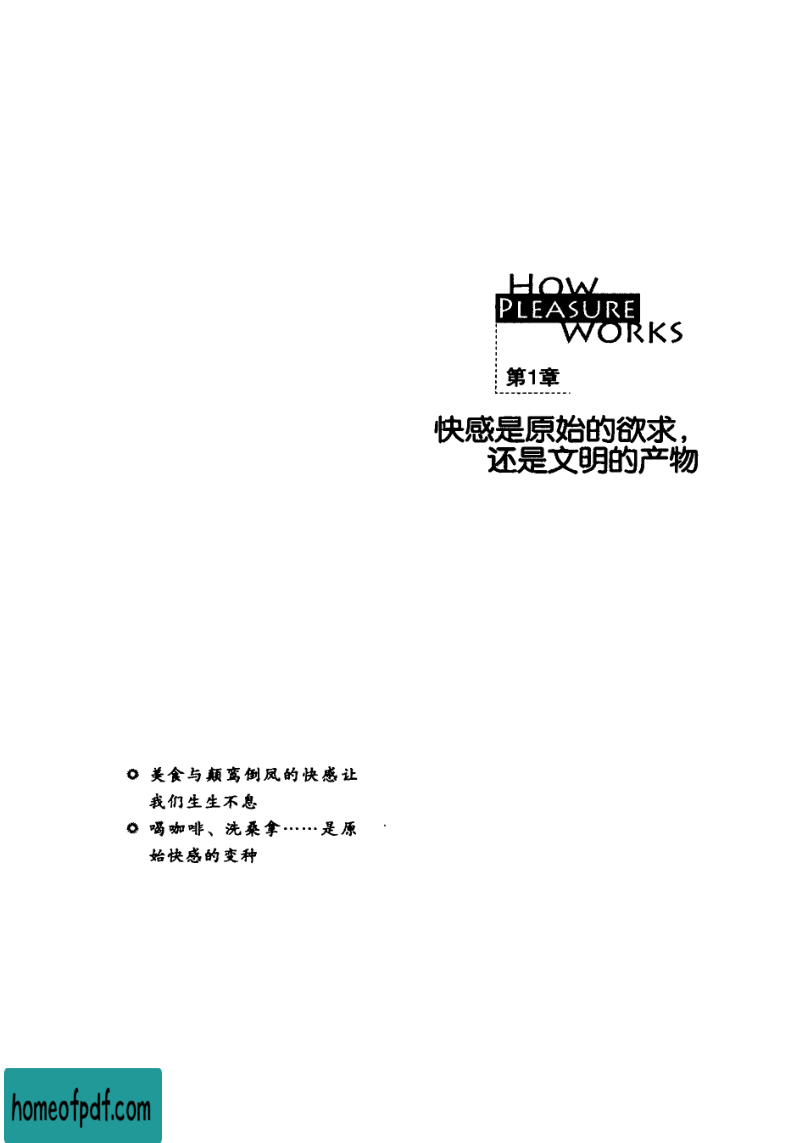 HOW
PLEASURE
WORKS
第1章
快感是原始的欲求，
还是文明的产物
美食与颠鸾倒凤的快感让
我们生生不息
喝咖啡、洗桑拿……是原
始快感的变种
homeofpdf.com